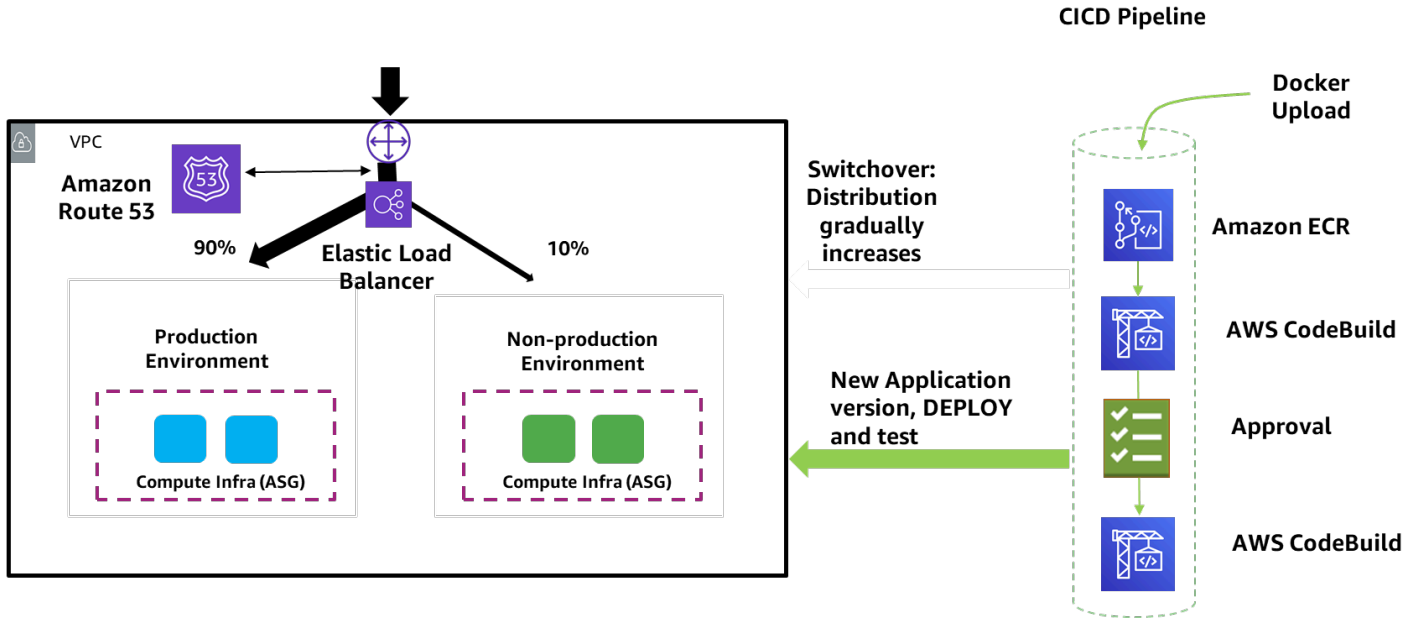 CICD Pipeline
Docker
Upload
VPC
Amazon
Route 53
53
90%
Elastic Load
Balancer
10%
Switchover:
Distribution
gradually
increases
Amazon ECR
Production
Environment
Non-production
Environment
AWS CodeBuild
New Application
version, DEPLOY
and test
Approval
Compute Infra (ASG)
Compute Infra (ASG)
AWS CodeBuild